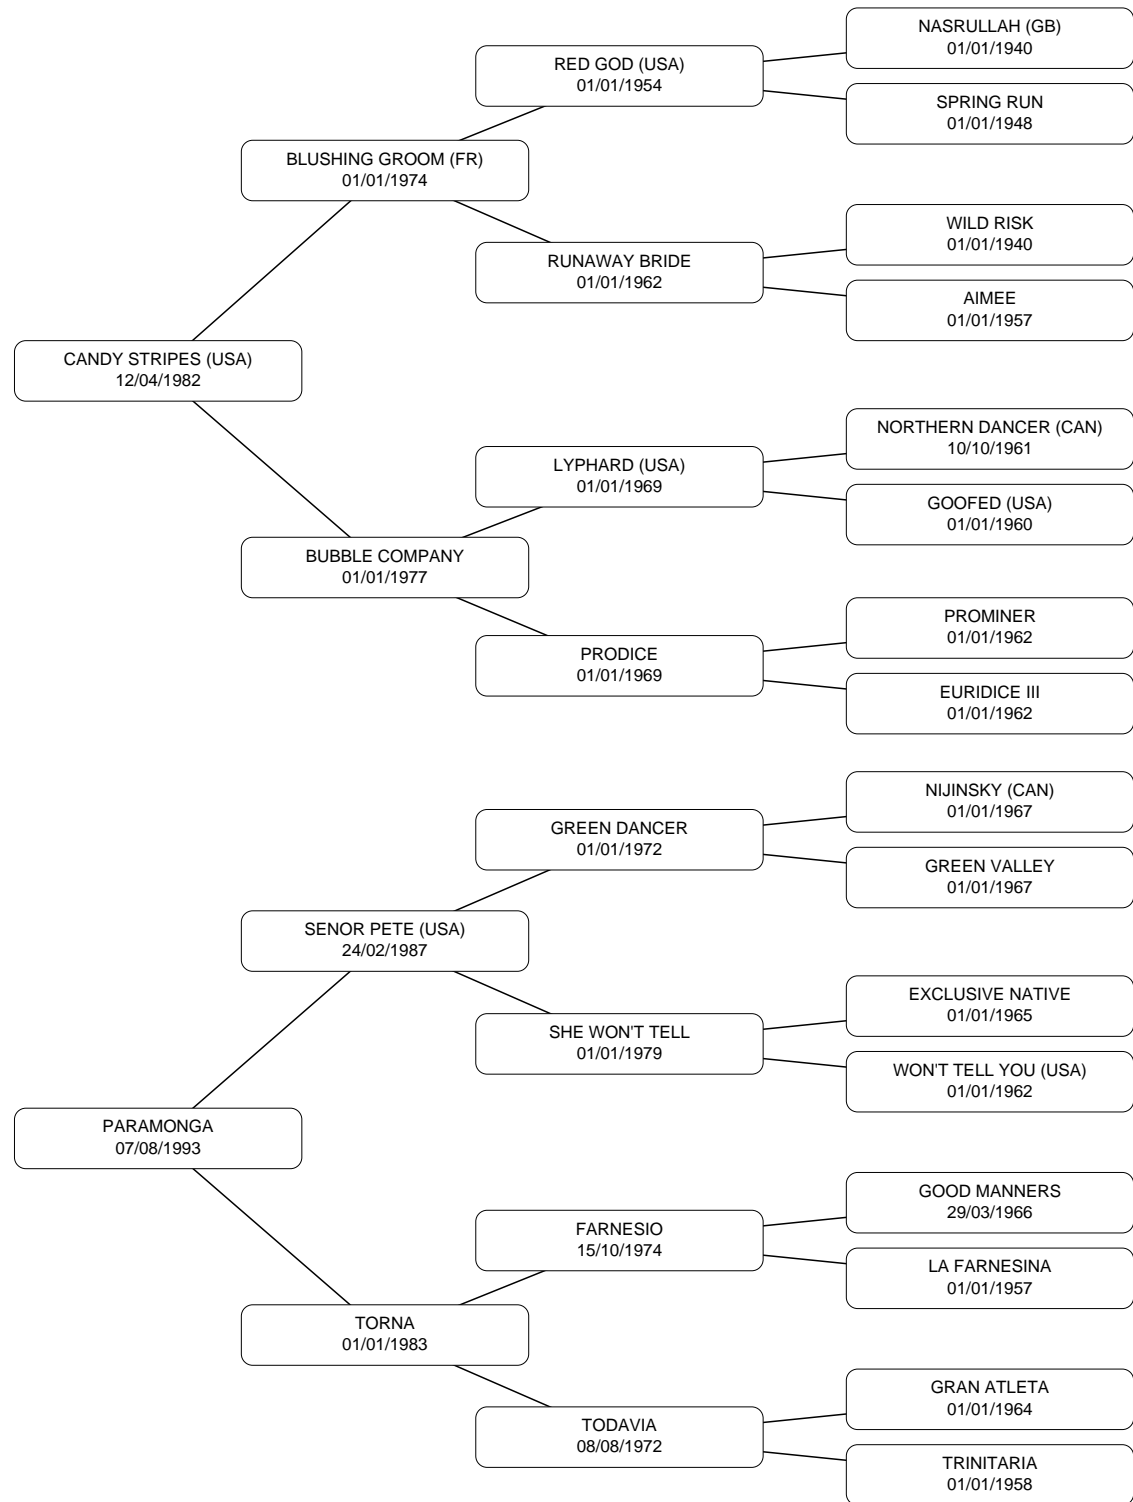 NASRULLAH (GB)
01/01/1940
RED GOD (USA)
01/01/1954
SPRING RUN
01/01/1948
BLUSHING GROOM (FR)
01/01/1974
WILD RISK
01/01/1940
RUNAWAY BRIDE
01/01/1962
AIMEE
01/01/1957
CANDY STRIPES (USA)
12/04/1982
NORTHERN DANCER (CAN)
10/10/1961
LYPHARD (USA)
01/01/1969
GOOFED (USA)
01/01/1960
BUBBLE COMPANY
01/01/1977
PROMINER
01/01/1962
PRODICE
01/01/1969
EURIDICE III
01/01/1962
NIJINSKY (CAN)
01/01/1967
GREEN DANCER
01/01/1972
GREEN VALLEY
01/01/1967
SENOR PETE (USA)
24/02/1987
EXCLUSIVE NATIVE
01/01/1965
SHE WON'T TELL
01/01/1979
WON'T TELL YOU (USA)
01/01/1962
PARAMONGA
07/08/1993
GOOD MANNERS
29/03/1966
FARNESIO
15/10/1974
LA FARNESINA
01/01/1957
TORNA
01/01/1983
GRAN ATLETA
01/01/1964
TODAVIA
08/08/1972
TRINITARIA
01/01/1958